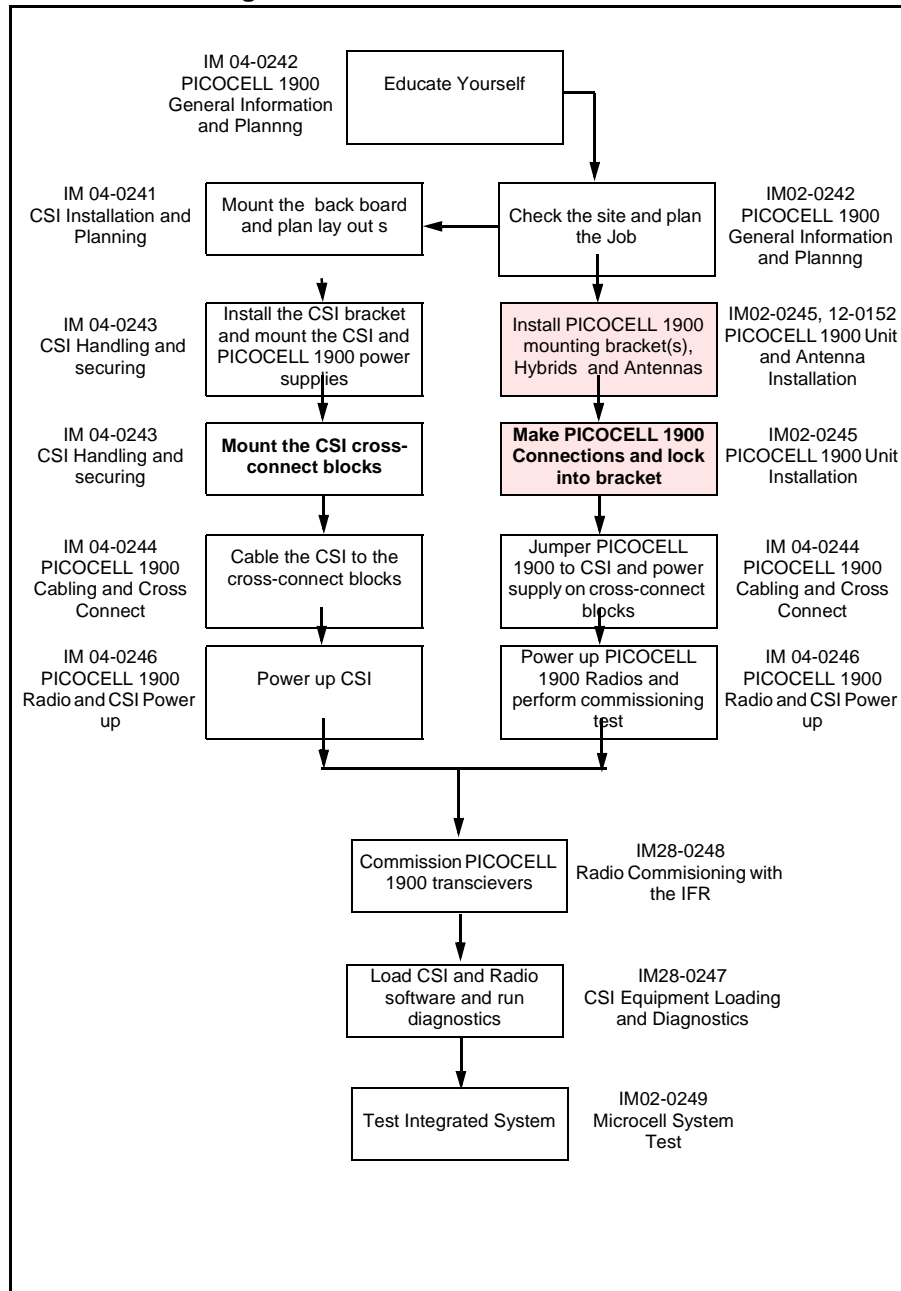 IM 04-0242
PICOCELL 1900
General Information
and Plannng
Educate Yourself
IM 04-0241
CSI Installation and
Planning
Mount the back board
and plan lay out s
Check the site and plan
the Job
IM02-0242
PICOCELL 1900
General Information
and Plannng
IM 04-0243
CSI Handling and
securing
Install the CSI bracket
and mount the CSI and
PICOCELL 1900 power
supplies
Install PICOCELL 1900
mounting bracket(s),
Hybrids and Antennas
IM02-0245, 12-0152
PICOCELL 1900 Unit
and Antenna
Installation
IM 04-0243
CSI Handling and
securing
Mount the CSI cross-
connect blocks
Make PICOCELL 1900
Connections and lock
into bracket
IM02-0245
PICOCELL 1900 Unit
Installation
IM 04-0244
PICOCELL 1900
Cabling and Cross
Connect
Cable the CSI to the
cross-connect blocks
Jumper PICOCELL
1900 to CSI and power
supply on cross-connect
blocks
IM 04-0244
PICOCELL 1900
Cabling and Cross
Connect
IM 04-0246
PICOCELL 1900
Radio and CSI Power
up
Power up CSI
Power up PICOCELL
1900 Radios and
perform commissioning
test
IM 04-0246
PICOCELL 1900
Radio and CSI Power
up
Commission PICOCELL
1900 transcievers
IM28-0248
Radio Commisioning with
the IFR
Load CSI and Radio
software and run
diagnostics
IM28-0247
CSI Equipment Loading
and Diagnostics
Test Integrated System
IM02-0249
Microcell System
Test